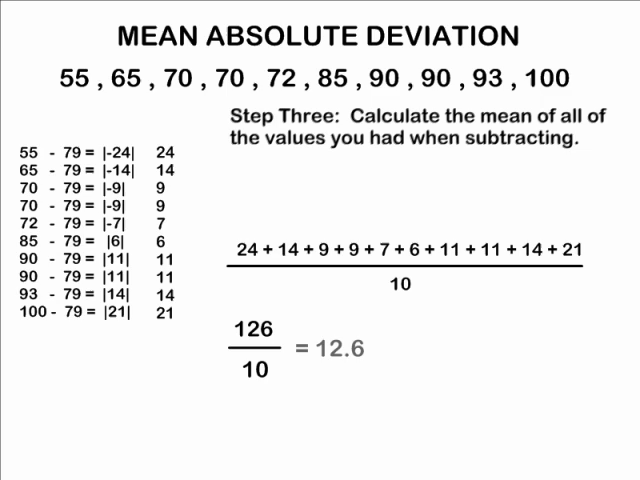 MEAN ABSOLUTE DEVIATION
55 , 65 , 70 , 70 , 72 , 85 , 90 , 90 , 93 , 100
Step Three: Calculate the mean of all of
the values you had when subtracting.
55 - 79 = |-24| 24
65 - 79 = |-14| 14
70 - 79 = |-9| 9
70 - 79 = |-9| 9
72 - 79 = |-7| 7
85 - 79 = |6| 6
90 - 79 = |11| 11
90 - 79 = |11| 11
93 - 79 = |14| 14
100 - 79 = |21| 21
24 + 14 + 9 + 9 + 7 + 6 + 11 + 11 + 14 + 21
10
126
10
= 12.6